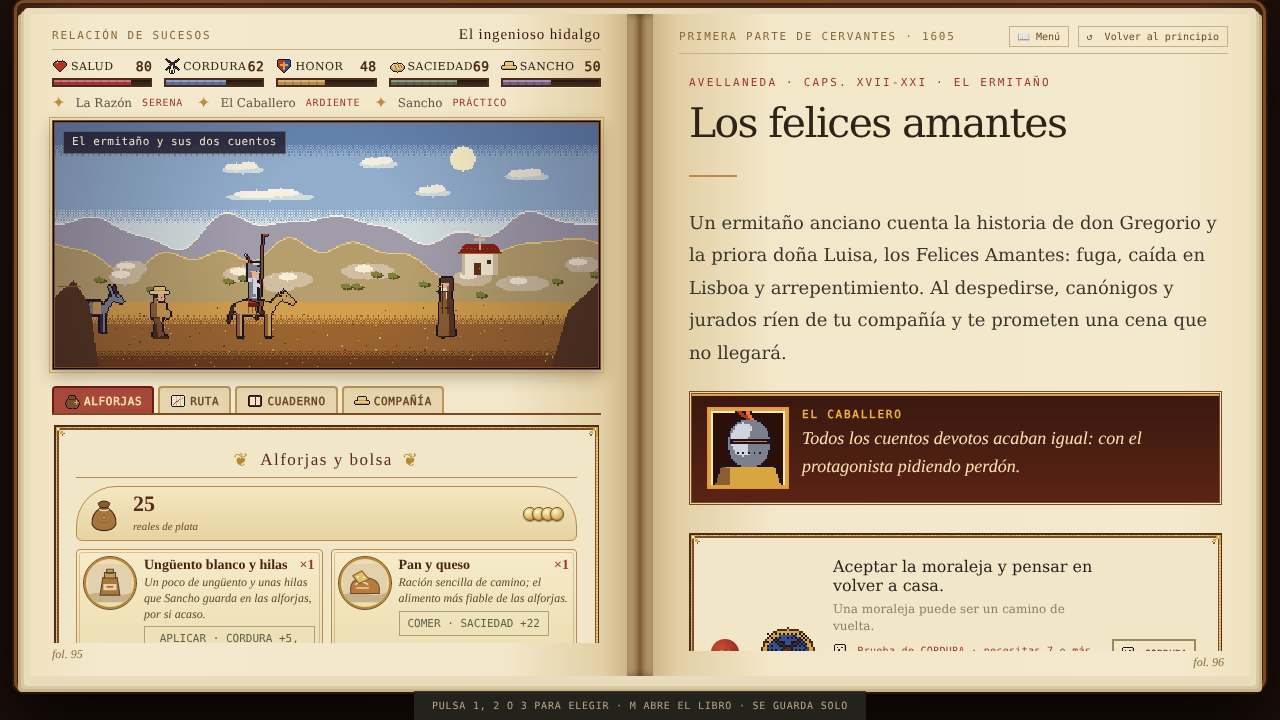 RELACIÓN DE SUCESOS
El ingenioso hidalgo
SALUD 80
CORDURA 62
HONOR 48
SACIEDAD 69
SANCHO 50
La Razón SERENA
El Caballero ARDIENTE
Sancho PRÁCTICO
El ermitaño y sus dos cuentos
ALFORJAS
RUTA
CUADERNO
COMPAÑÍA
Alforjas y bolsa
25
reales de plata
Ungüento blanco y hilas ×1
Un poco de ungüento y unas hilas
que Sancho guarda en las alforjas,
por si acaso.
APLICAR · CORDURA +5,
Pan y queso ×1
Ración sencilla de camino; el
alimento más fiable de las alforjas.
COMER · SACIEDAD +22
fol. 95
PRIMERA PARTE DE CERVANTES · 1605
Menú
Volver al principio
AVELLANEDA · CAPS. XVII-XXI · EL ERMITAÑO
Los felices amantes
Un ermitaño anciano cuenta la historia de don Gregorio y
la priora doña Luisa, los Felices Amantes: fuga, caída en
Lisboa y arrepentimiento. Al despedirse, canónigos y
jurados ríen de tu compañía y te prometen una cena que
no llegará.
EL CABALLERO
Todos los cuentos devotos acaban igual: con el
protagonista pidiendo perdón.
Aceptar la moraleja y pensar en
volver a casa.
Una moraleja puede ser un camino de
vuelta.
Prueba de CORDURA · necesitas 7 o más
CORDURA
fol. 96
PULSA 1, 2 O 3 PARA ELEGIR · M ABRE EL LIBRO · SE GUARDA SOLO